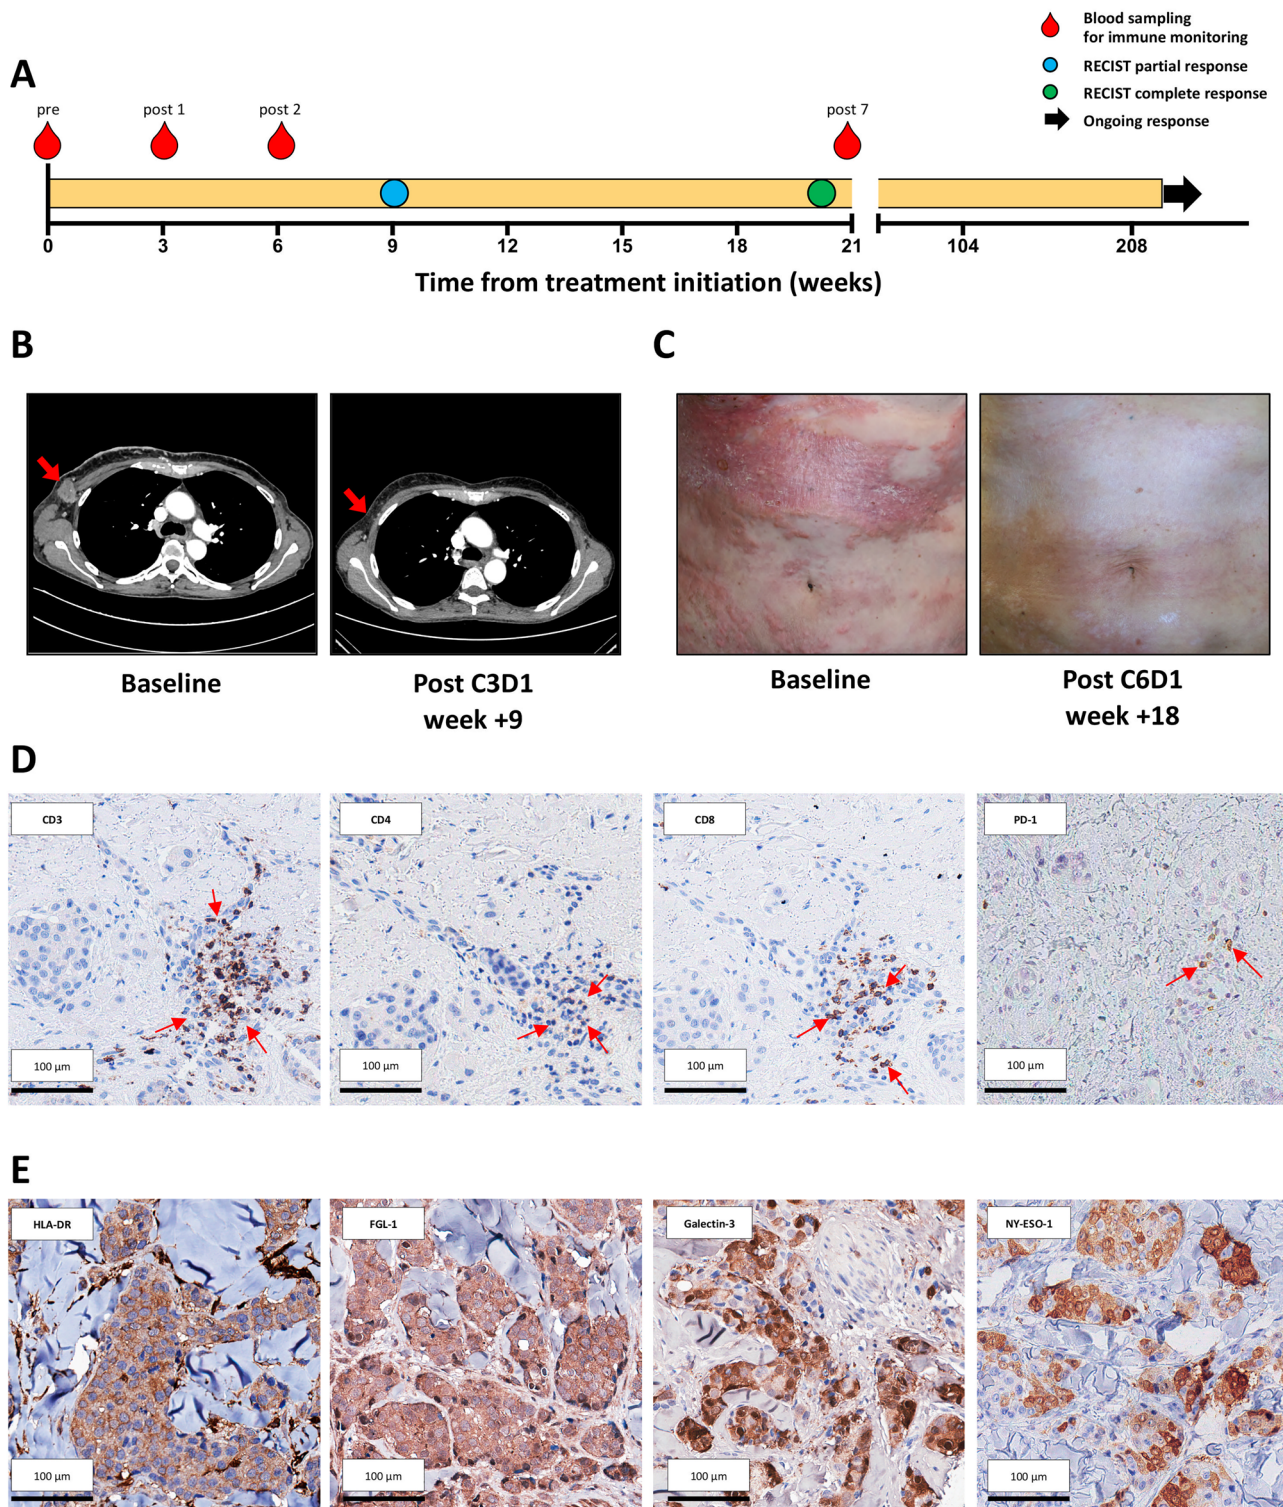 Blood sampling
for immune monitoring
RECIST partial response
RECIST complete response
Ongoing response
A
pre
post 1
post 2
post 7
0
3
6
9
12
15
18
21
104
208
Time from treatment initiation (weeks)
B
C
Baseline
Post C3D1
week +9
Baseline
Post C6D1
week +18
D
CD3
CD4
CD8
PD-1
100 µm
100 µm
100 µm
100 µm
E
HLA-DR
FGL-1
Galectin-3
NY-ESO-1
100 µm
100 µm
100 µm
100 µm